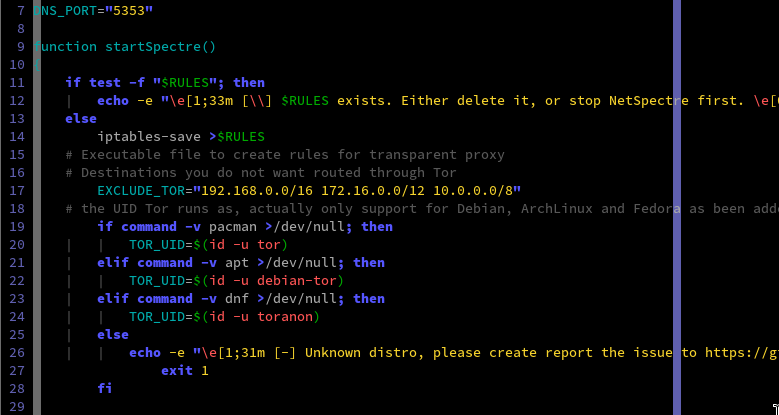 7 DNS_PORT="5353"
8
9 function startSpectre()
10 {
11 if test -f "$RULES"; then
12 echo -e "\e[1;33m [\\] $RULES exists. Either delete it, or stop NetSpectre first. \e[
13 else
14 iptables-save >$RULES
15 # Executable file to create rules for transparent proxy
16 # Destinations you do not want routed through Tor
17 EXCLUDE_TOR="192.168.0.0/16 172.16.0.0/12 10.0.0.0/8"
18 # the UID Tor runs as, actually only support for Debian, ArchLinux and Fedora as been add
19 if command -v pacman >/dev/null; then
20 TOR_UID=$(id -u tor)
21 elif command -v apt >/dev/null; then
22 TOR_UID=$(id -u debian-tor)
23 elif command -v dnf >/dev/null; then
24 TOR_UID=$(id -u toranon)
25 else
26 echo -e "\e[1;31m [-] Unknown distro, please create report the issue to https://g
27 exit 1
28 fi
29